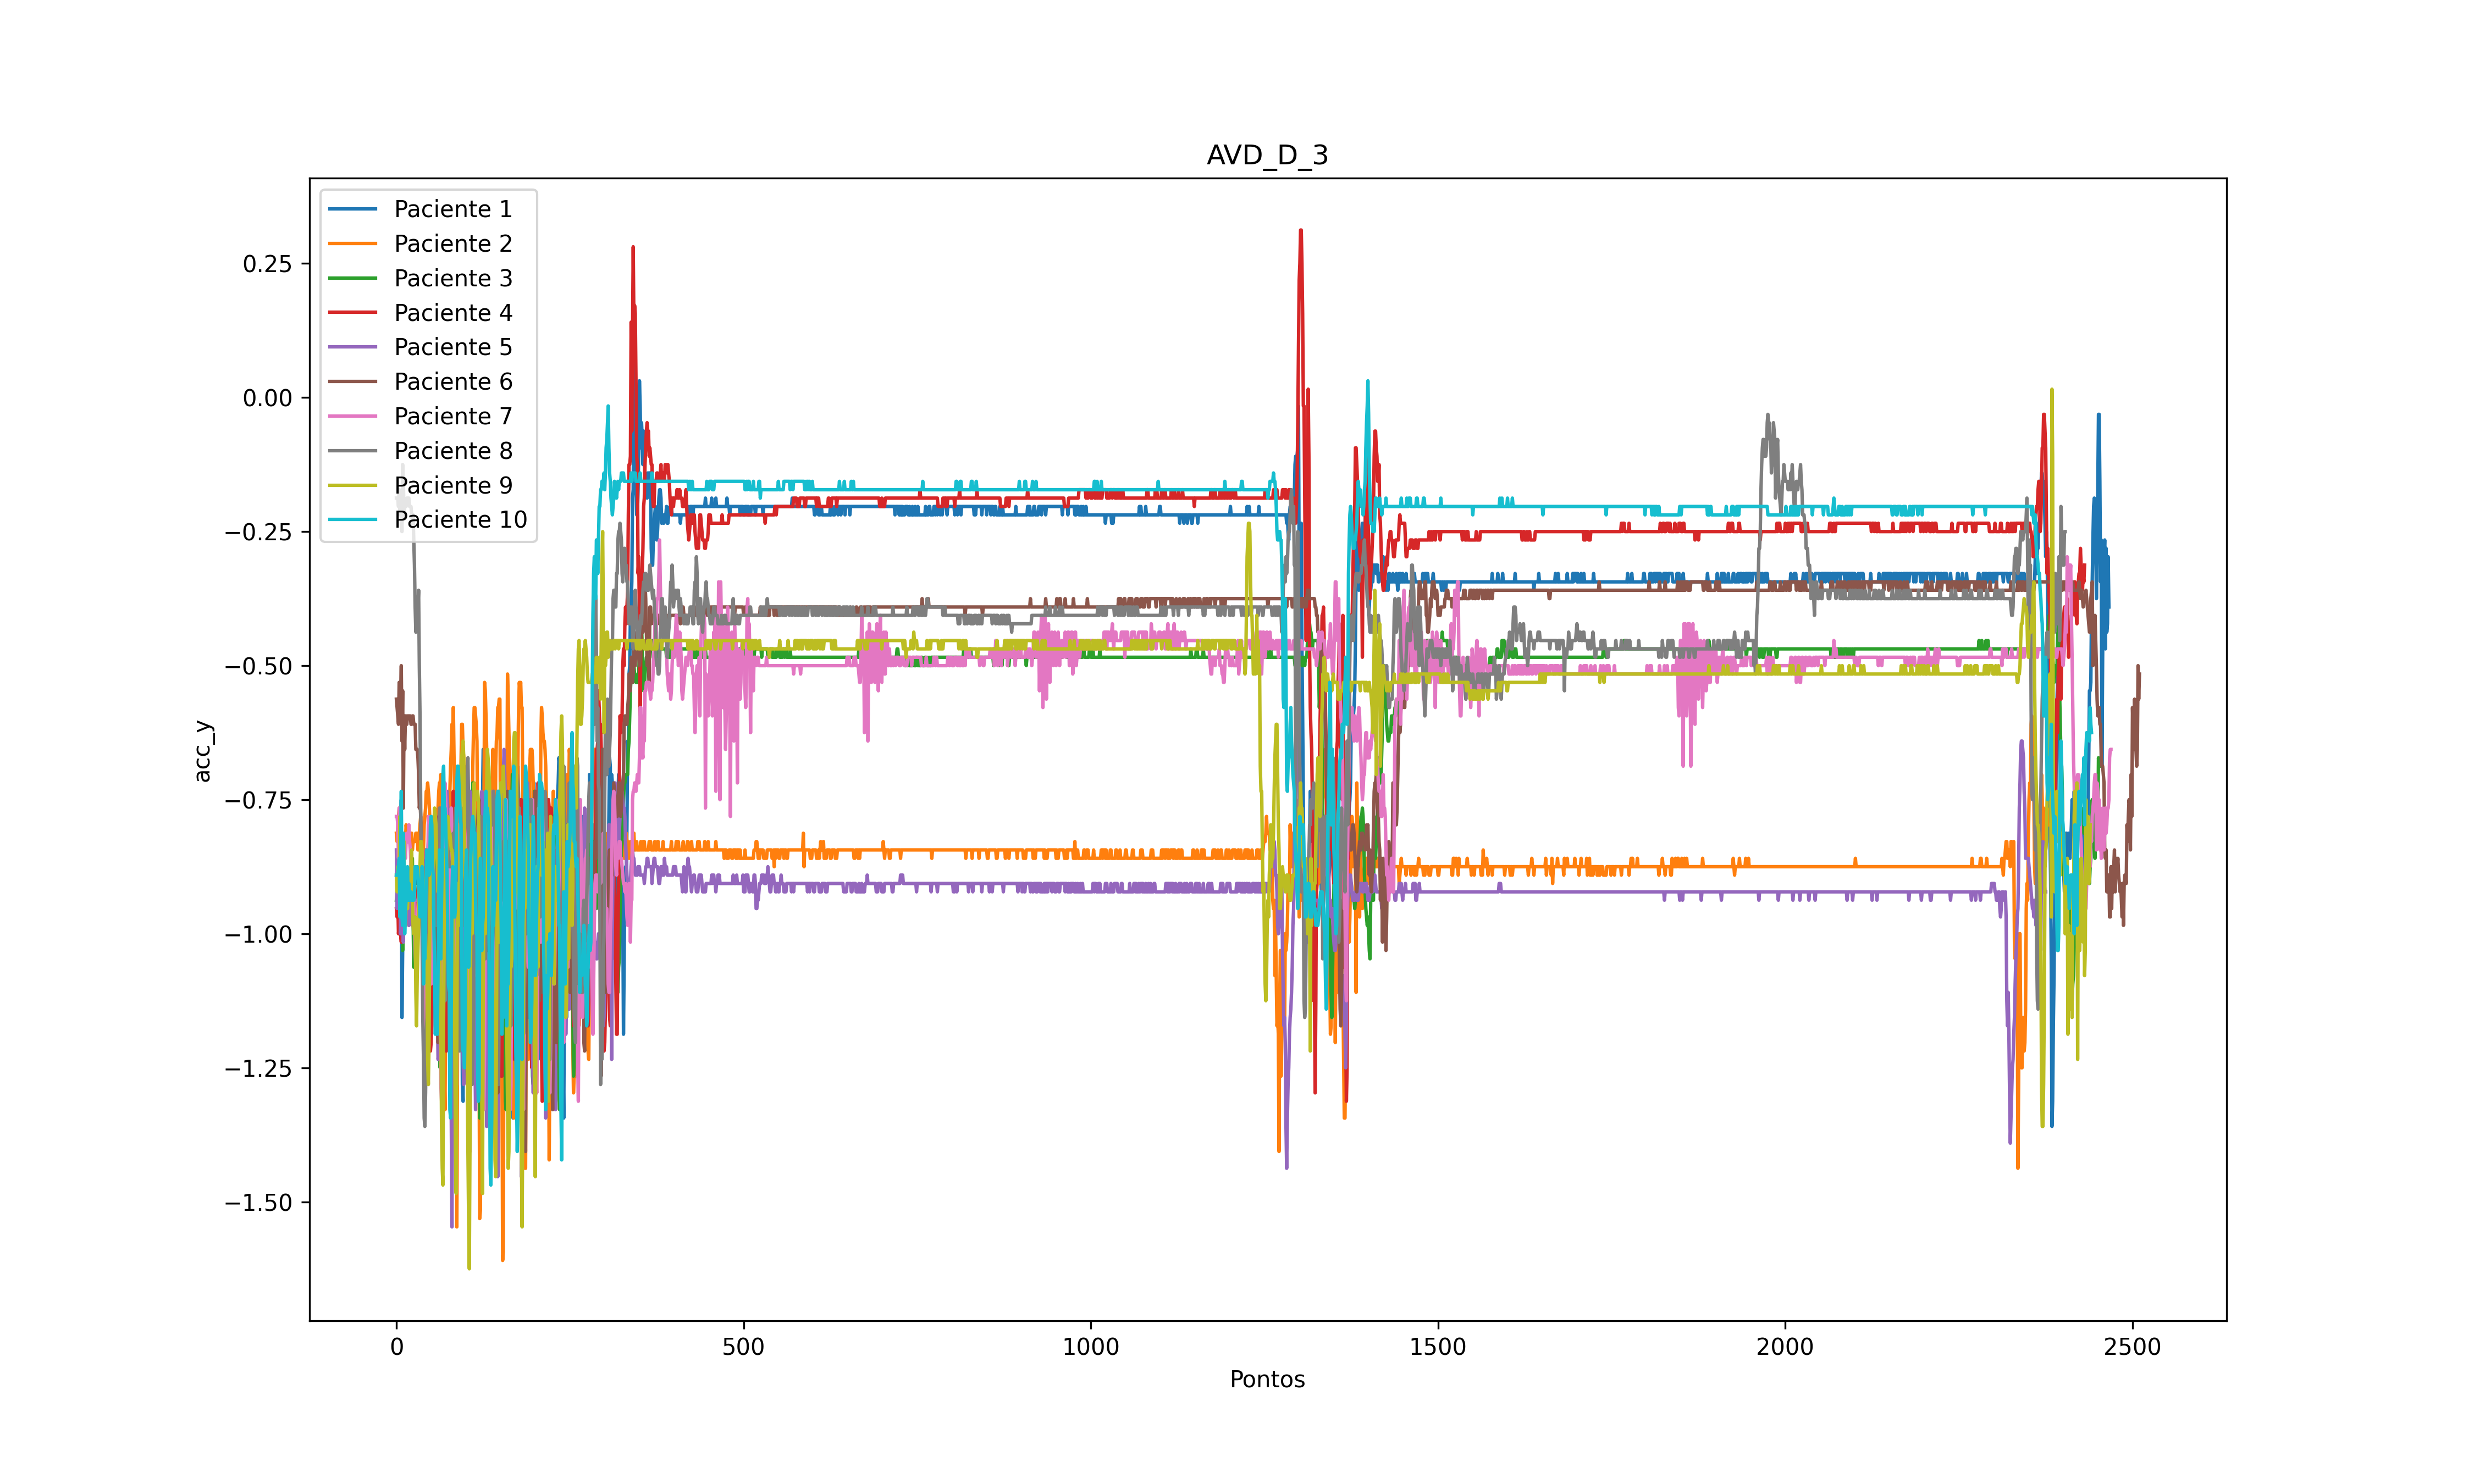 AVD_D_3
Paciente 1
Paciente 2
Paciente 3
Paciente 4
Paciente 5
Paciente 6
Paciente 7
Paciente 8
Paciente 9
Paciente 10
0.25
0.00
−0.25
−0.50
−0.75
−1.00
−1.25
−1.50
acc_y
0 500 1000 1500 2000 2500
Pontos